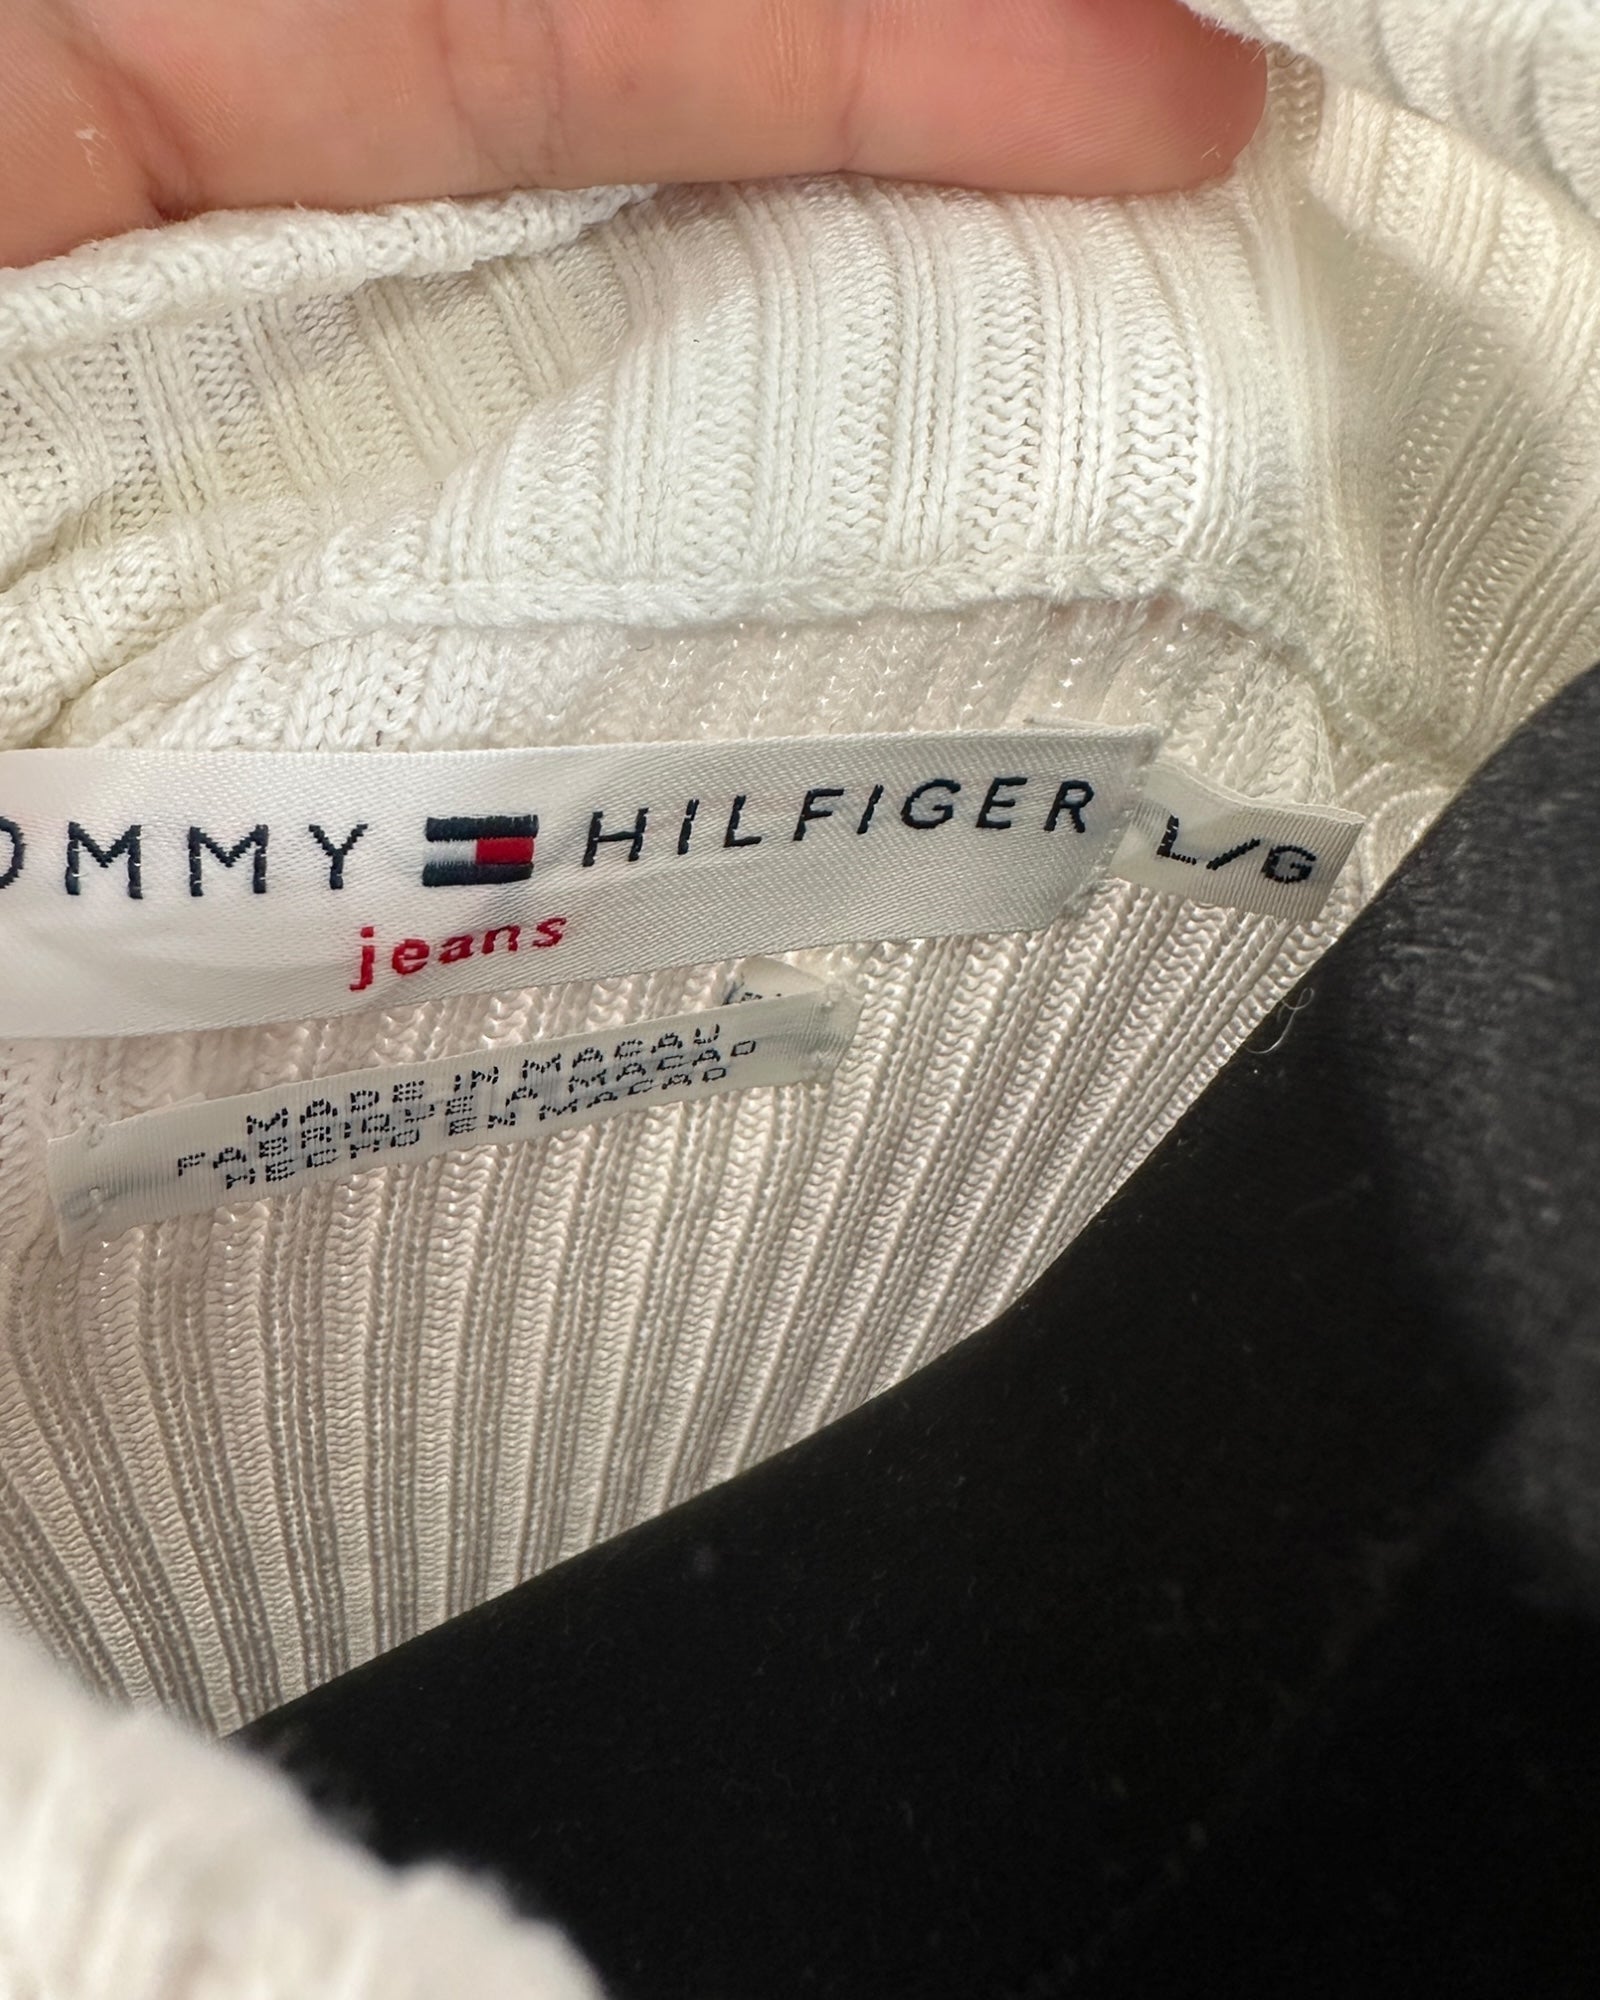 OMMY HILFIGER
jeans
L/G
MADE IN MACAU
FABRIQUE A MACAO
HECHO EN MACAO